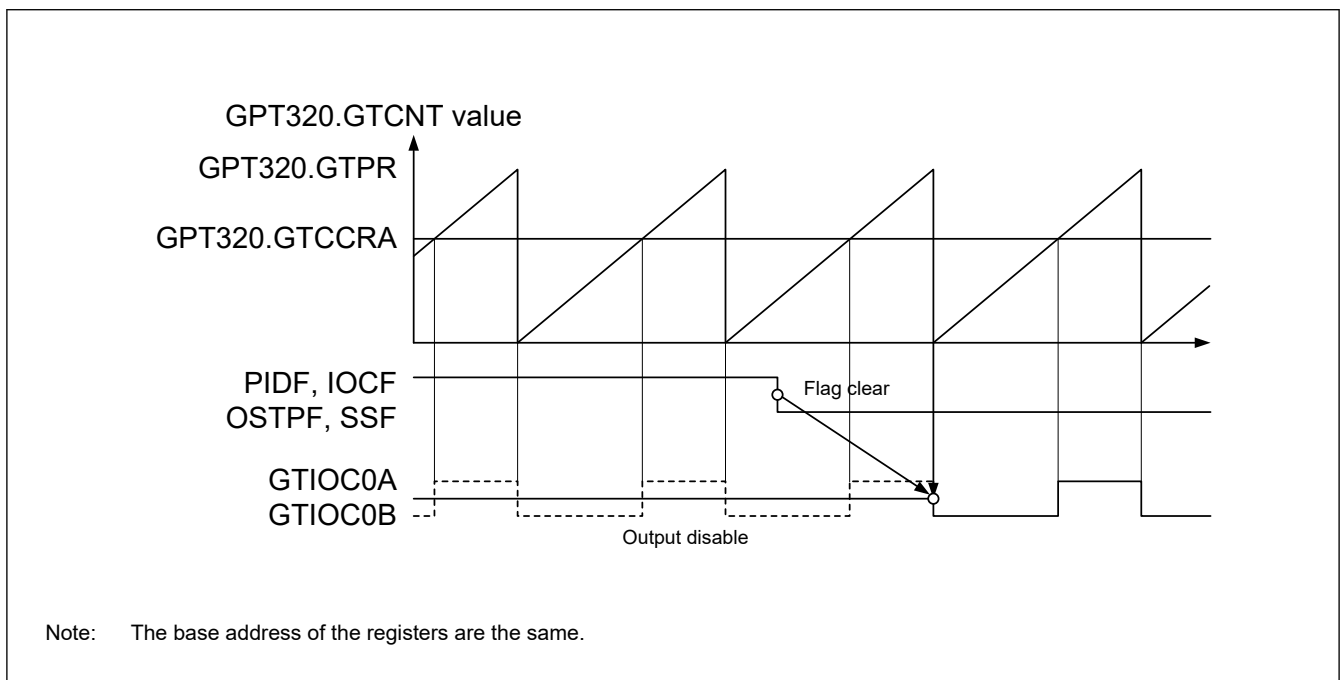 GPT320.GTCNT value
GPT320.GTPR
GPT320.GTCCRA
PIDF, IOCF
Flag clear
OSTPF, SSF
GTIOC0A
GTIOC0B
Output disable
Note: The base address of the registers are the same.